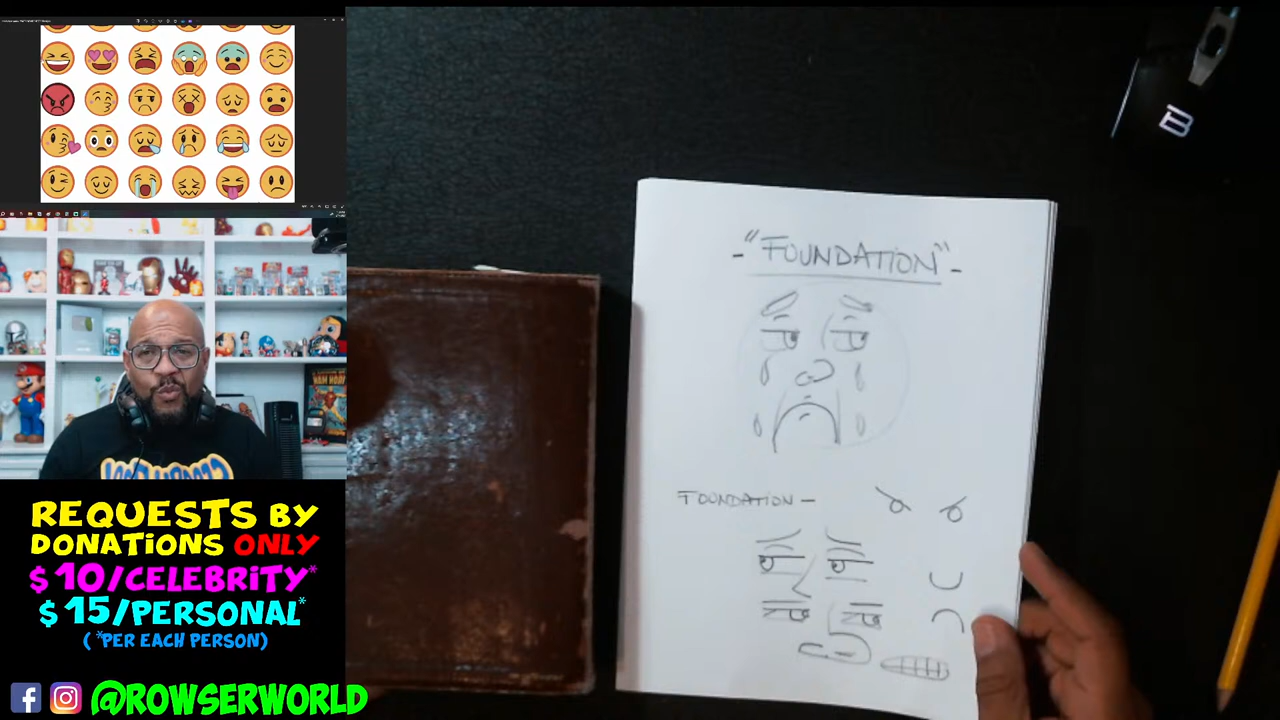 REQUESTS BY
DONATIONS ONLY
$10/CELEBRITY*
$15/PERSONAL*
(*PER EACH PERSON)
@ROWSERWORLD
- "FOUNDATION" -
FOUNDATION -